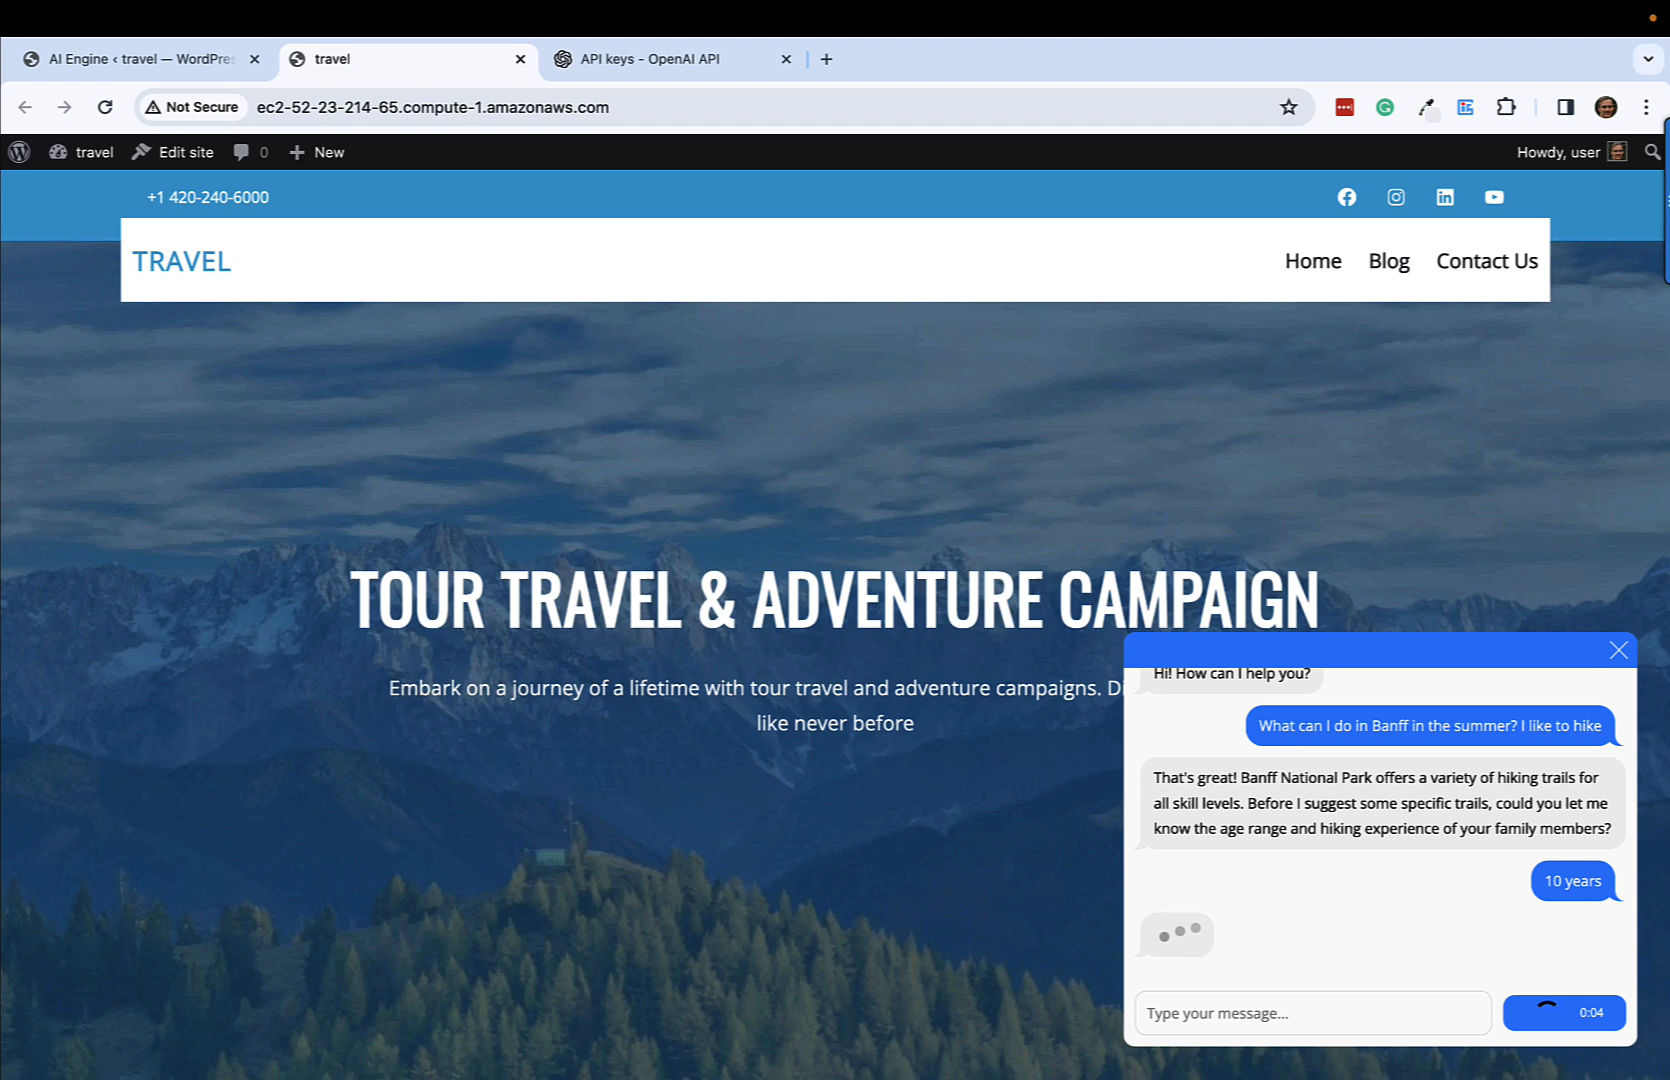 AI Engine ‹ travel — WordPres
travel
API keys - OpenAI API
Not Secure
ec2-52-23-214-65.compute-1.amazonaws.com
travel
Edit site
0
New
Howdy, user
+1 420-240-6000
TRAVEL
Home
Blog
Contact Us
TOUR TRAVEL & ADVENTURE CAMPAIGN
Embark on a journey of a lifetime with tour travel and adventure campaigns. Di
like never before
Hi! How can I help you?
What can I do in Banff in the summer? I like to hike
That's great! Banff National Park offers a variety of hiking trails for
all skill levels. Before I suggest some specific trails, could you let me
know the age range and hiking experience of your family members?
10 years
Type your message...
0:04